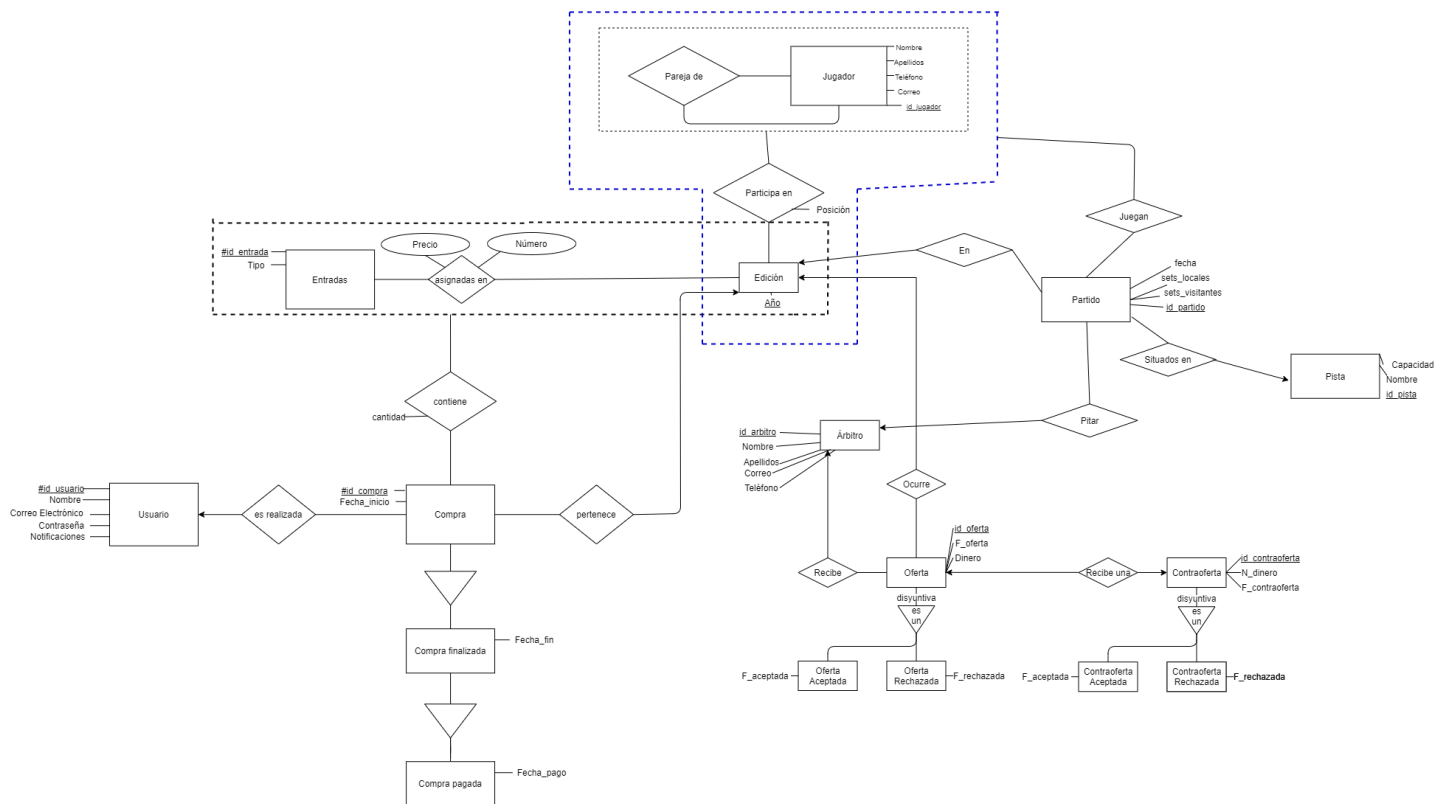 Nombre
Apellidos
Pareja de
Jugador
Teléfono
Correo
id_jugador
Participa en
Posición
Juegan
#id_entrada
Tipo
Entradas
Precio
Número
asignadas en
Edición
Año
En
fecha
sets_locales
sets_visitantes
id_partido
Partido
Situados en
Pista
Capacidad
Nombre
id_pista
contiene
cantidad
id_arbitro
Nombre
Apellidos
Correo
Teléfono
Árbitro
Pitar
Ocurre
#id_usuario
Nombre
Correo Electrónico
Contraseña
Notificaciones
Usuario
es realizada
#id_compra
Fecha_inicio
Compra
pertenece
id_oferta
F_oferta
Dinero
Recibe
Oferta
Recibe una
Contraoferta
id_contraoferta
N_dinero
F_contraoferta
disyuntiva
es
un
disyuntiva
es
un
Compra finalizada
Fecha_fin
F_aceptada
Oferta
Aceptada
Oferta
Rechazada
F_rechazada
F_aceptada
Contraoferta
Aceptada
Contraoferta
Rechazada
F_rechazada
Compra pagada
Fecha_pago